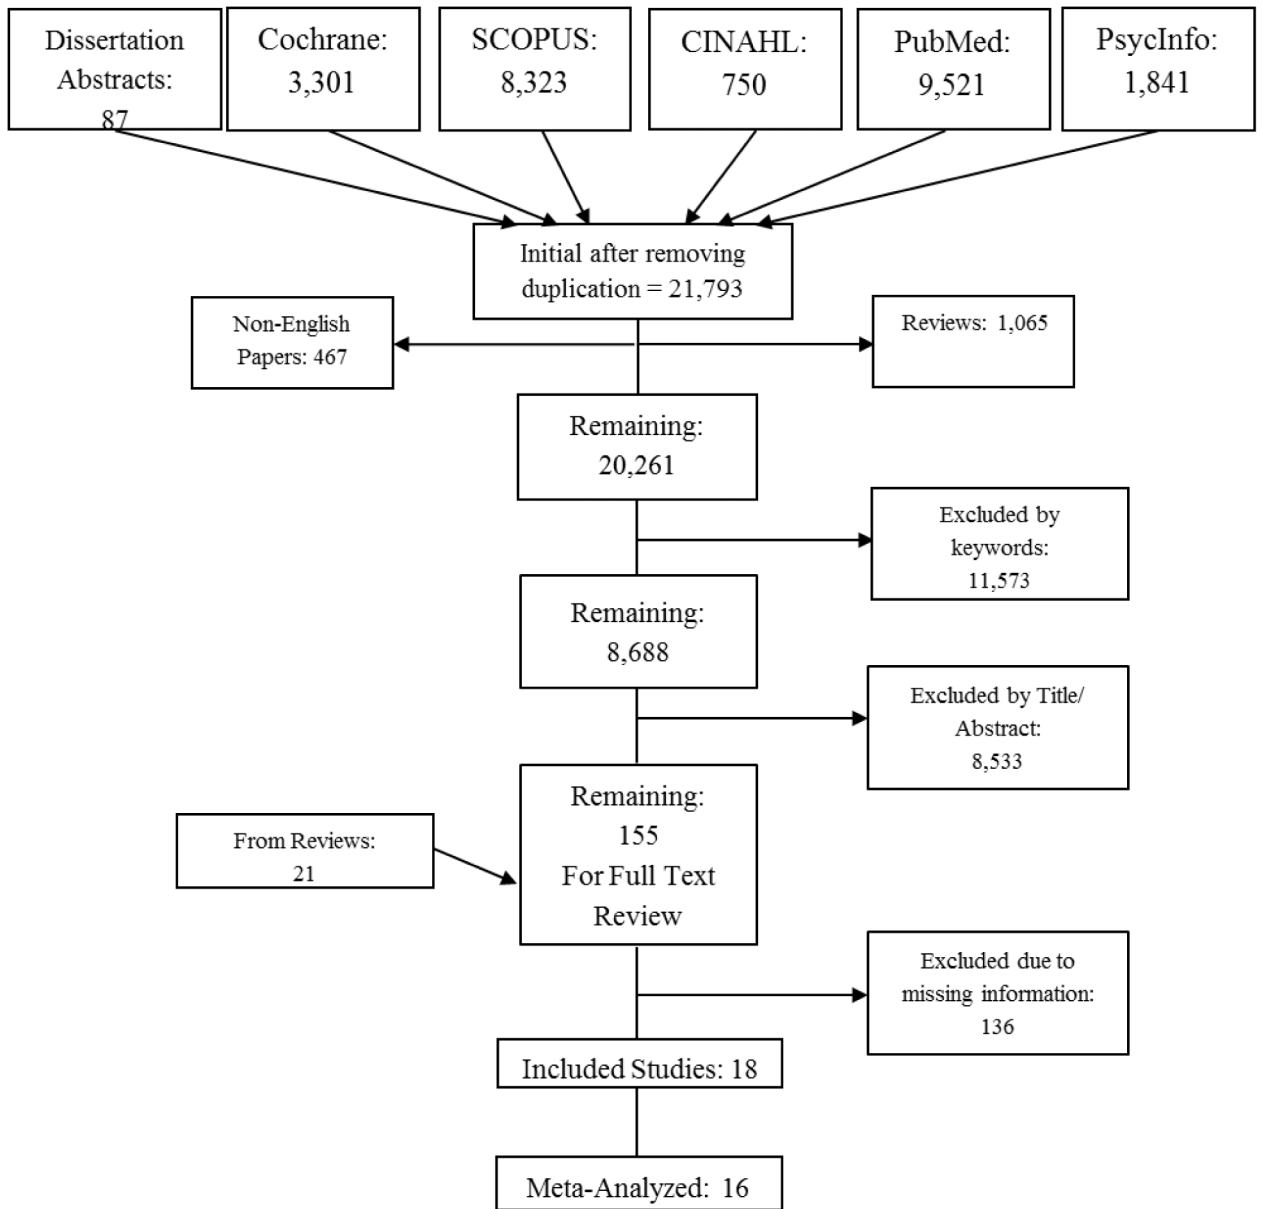 Dissertation
Abstracts:
87
Cochrane:
3,301
SCOPUS:
8,323
CINAHL:
750
PubMed:
9,521
PsycInfo:
1,841
Initial after removing
duplication = 21,793
Non-English
Papers: 467
Reviews: 1,065
Remaining:
20,261
Excluded by
keywords:
11,573
Remaining:
8,688
Excluded by Title/
Abstract:
8,533
Remaining:
155
For Full Text
Review
From Reviews:
21
Excluded due to
missing information:
136
Included Studies: 18
Meta-Analyzed: 16